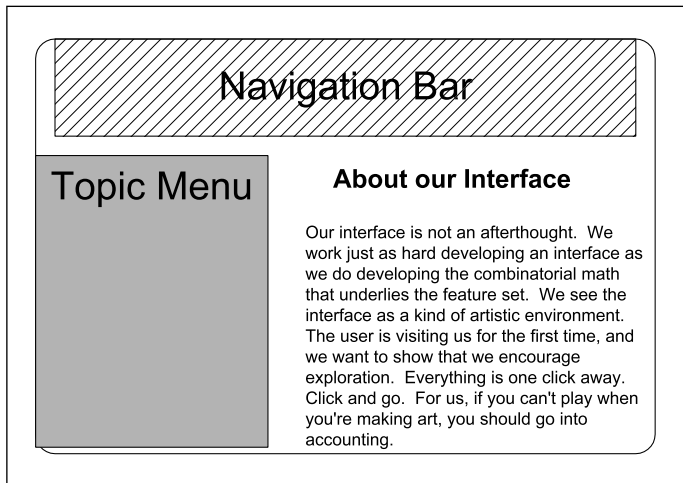 Navigation Bar
Topic Menu
About our Interface
Our interface is not an afterthought.  We
work just as hard developing an interface as
we do developing the combinatorial math
that underlies the feature set.  We see the
interface as a kind of artistic environment.
The user is visiting us for the first time, and
we want to show that we encourage
exploration.  Everything is one click away.
Click and go.  For us, if you can't play when
you're making art, you should go into
accounting.